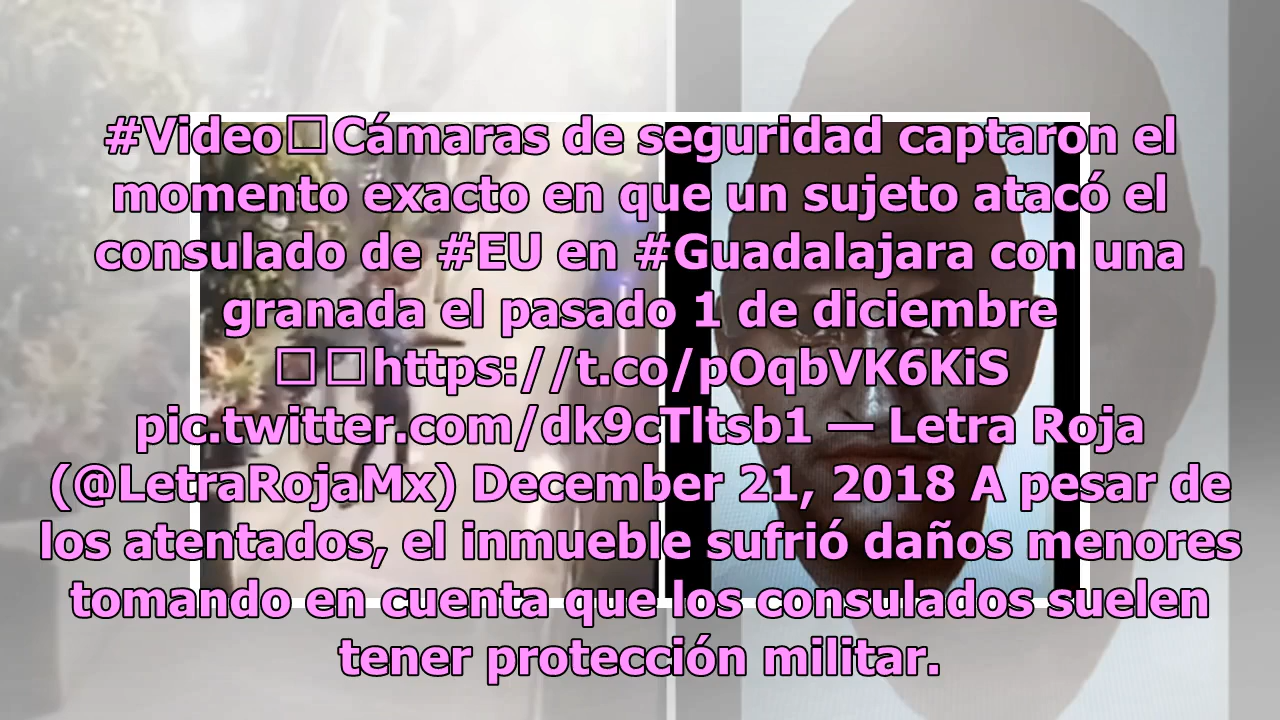 #Video□Cámaras de seguridad captaron el
momento exacto en que un sujeto atacó el
consulado de #EU en #Guadalajara con una
granada el pasado 1 de diciembre
□□https://t.co/pOqbVK6KiS
pic.twitter.com/dk9cTltsb1 — Letra Roja
(@LetraRojaMx) December 21, 2018 A pesar de
los atentados, el inmueble sufrió daños menores
tomando en cuenta que los consulados suelen
tener protección militar.